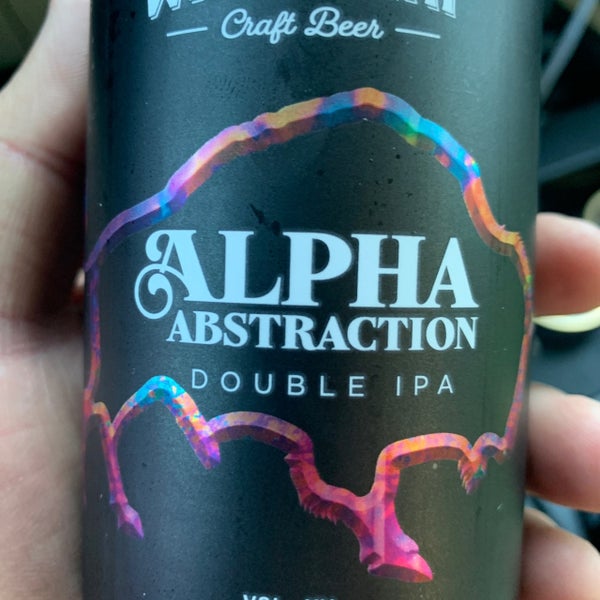 Craft Beer
ALPHA
ABSTRACTION
DOUBLE IPA